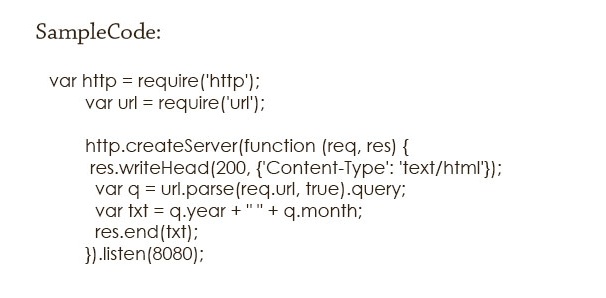 SampleCode:
var http = require('http');
var url = require('url');
http.createServer(function (req, res) {
res.writeHead(200, {'Content-Type': 'text/html'});
var q = url.parse(req.url, true).query;
var txt = q.year + " " + q.month;
res.end(txt);
}).listen(8080);